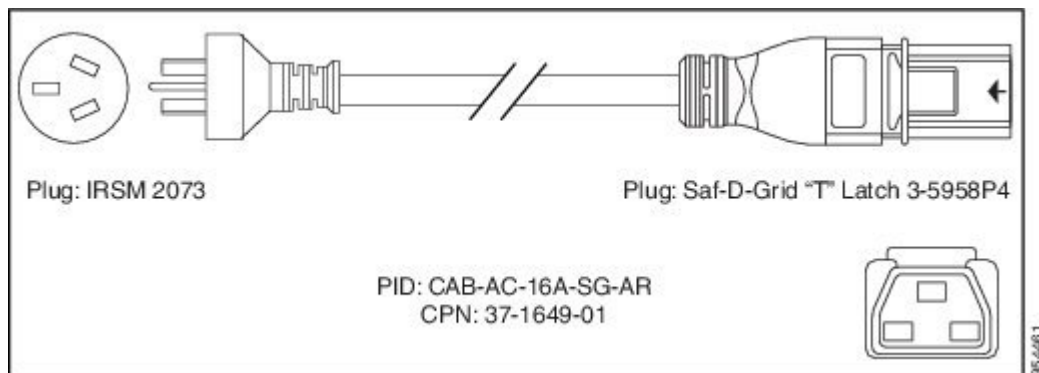 Plug: IRSM 2073
Plug: Saf-D-Grid “T” Latch 3-5958P4
PID: CAB-AC-16A-SG-AR
CPN: 37-1649-01